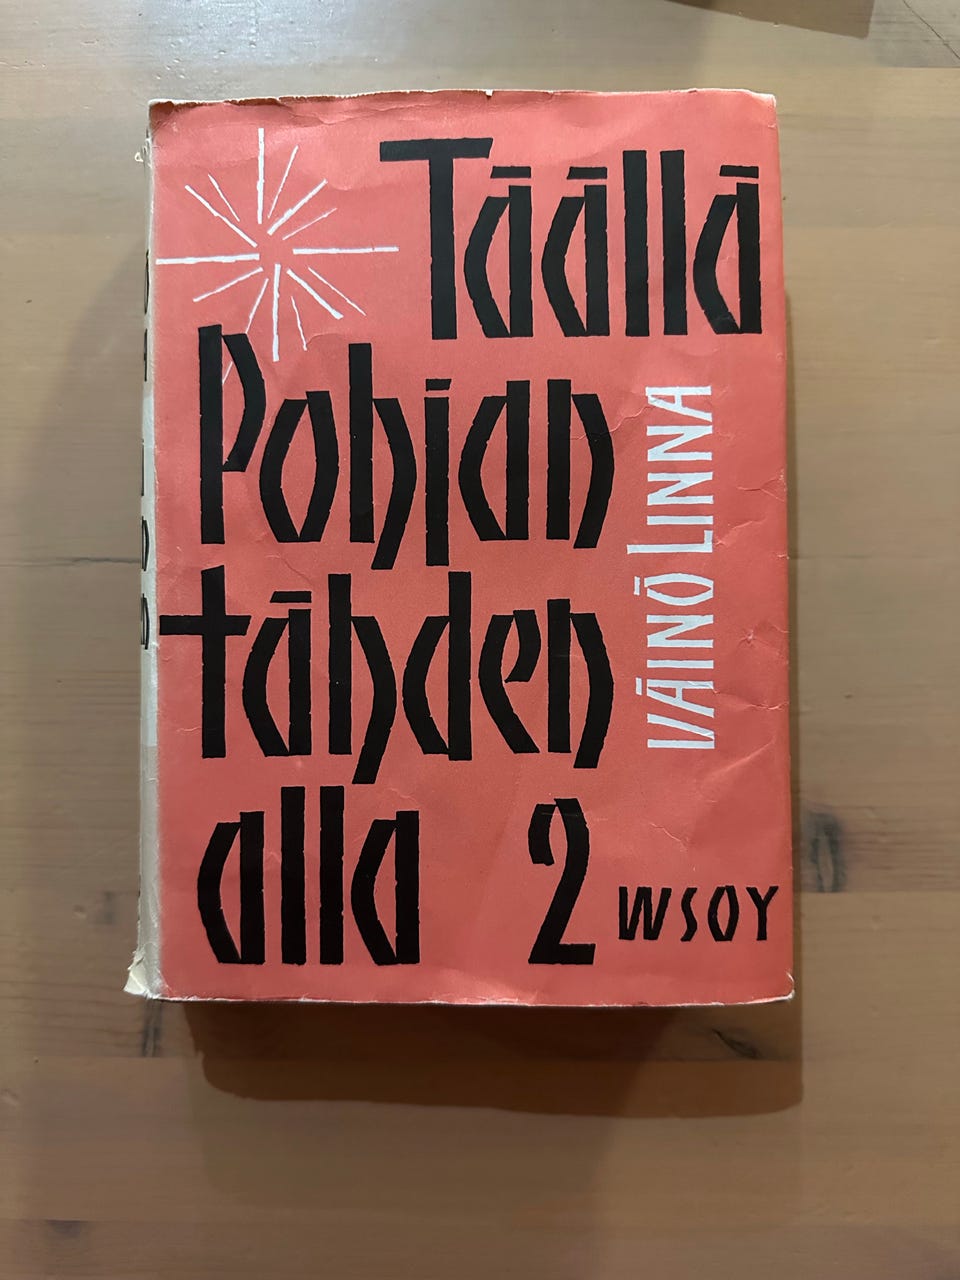 Täällä
Pohjan
tähden
alla 2
VÄINÖ LINNA
WSOY